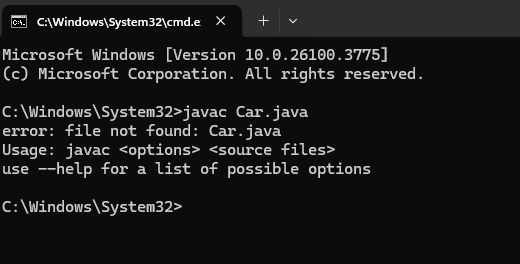 C:\Windows\System32\cmd.e
Microsoft Windows [Version 10.0.26100.3775]
(c) Microsoft Corporation. All rights reserved.
C:\Windows\System32>javac Car.java
error: file not found: Car.java
Usage: javac <options> <source files>
use --help for a list of possible options
C:\Windows\System32>